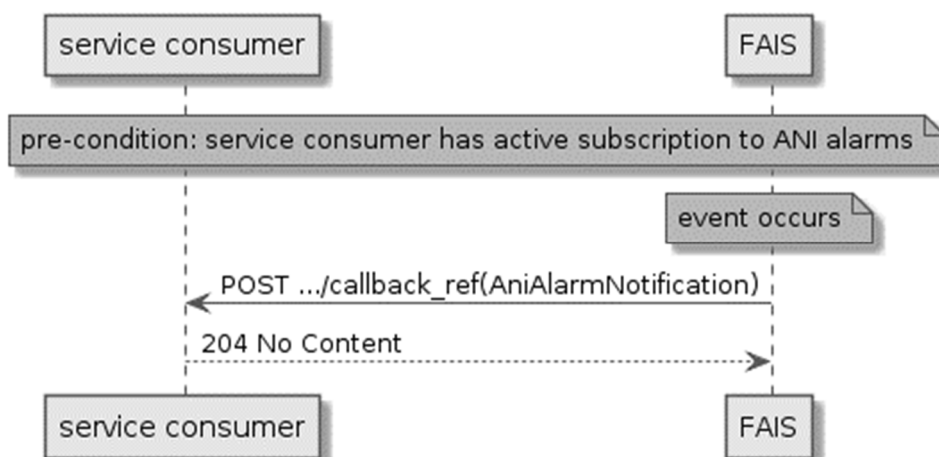 service consumer
FAIS
pre-condition: service consumer has active subscription to ANI alarms
event occurs
POST .../callback_ref(AniAlarmNotification)
204 No Content
service consumer
FAIS